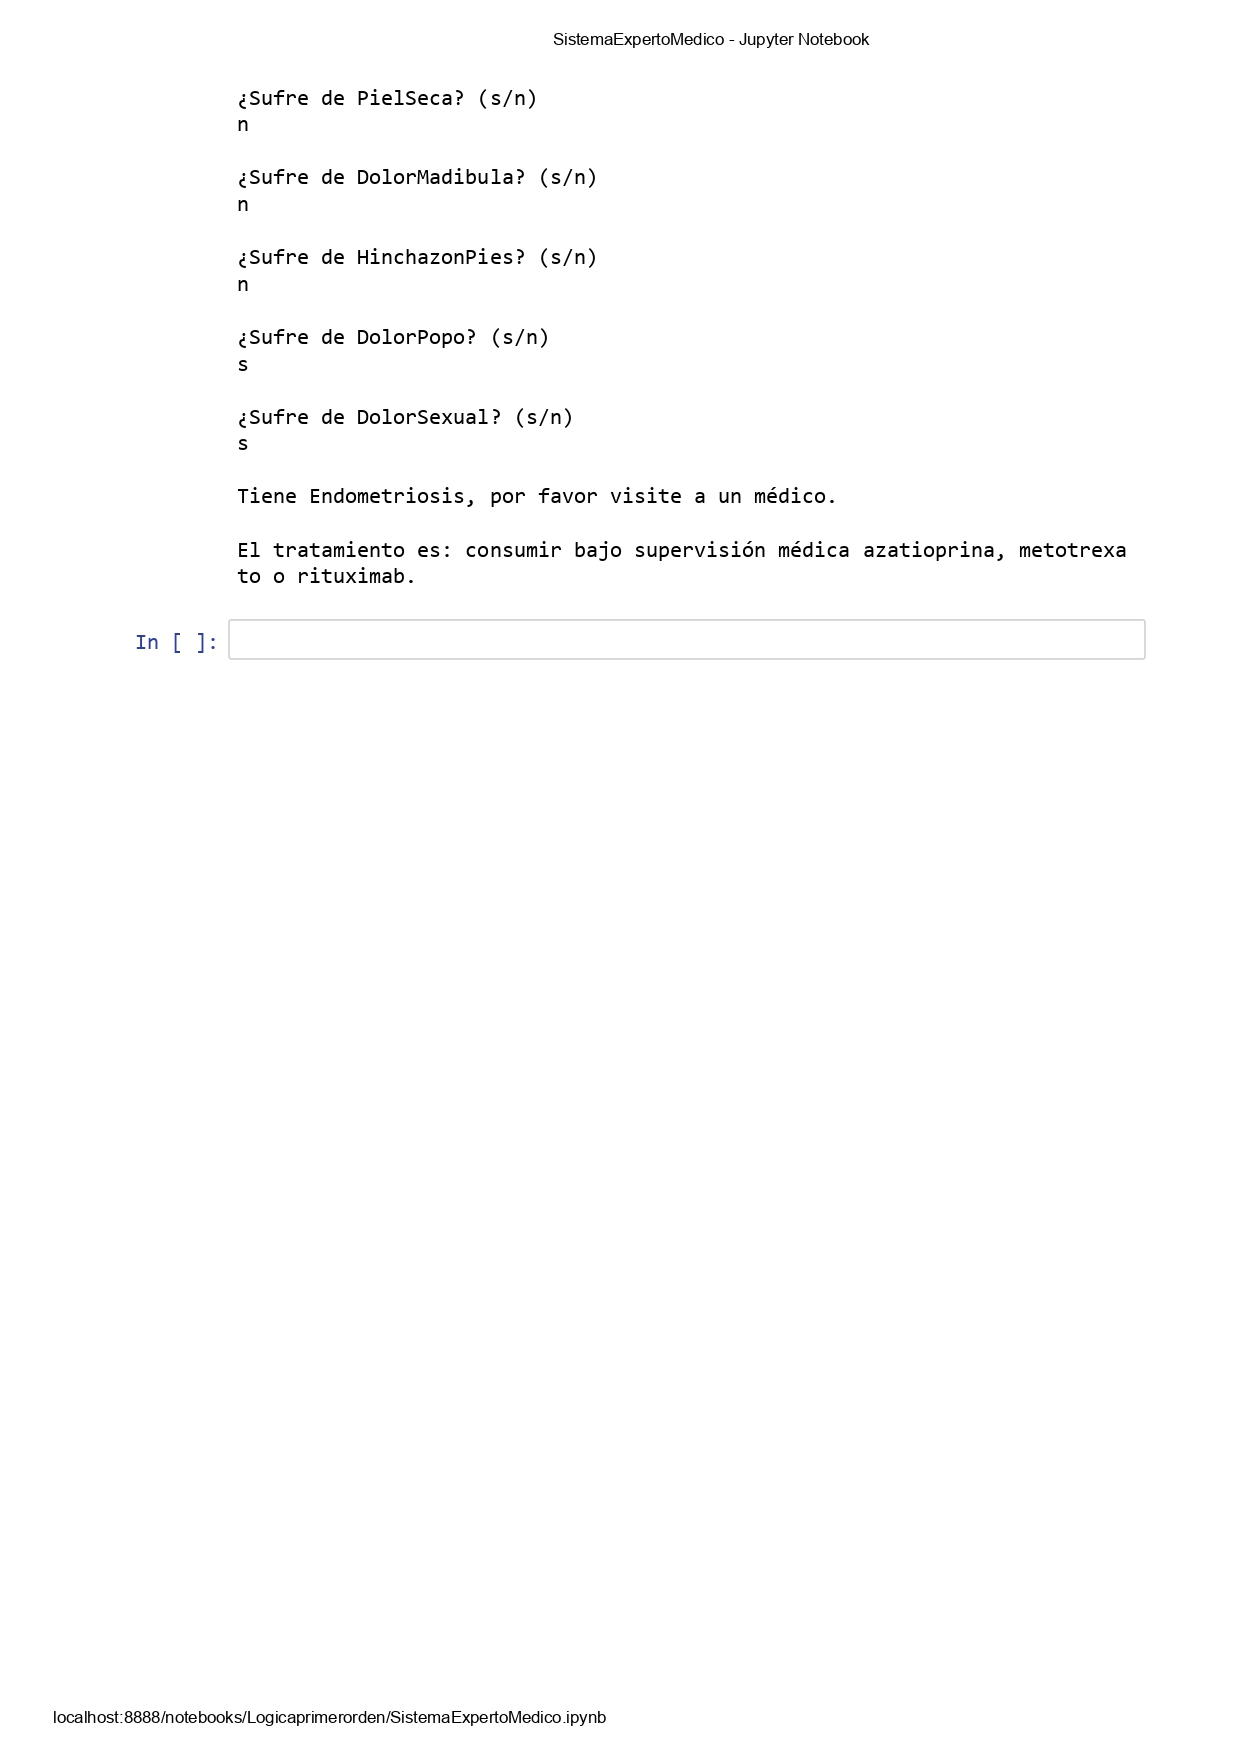 SistemaExpertoMedico - Jupyter Notebook
¿Sufre de PielSeca? (s/n)
n
¿Sufre de DolorMadibula? (s/n)
n
¿Sufre de HinchazonPies? (s/n)
n
¿Sufre de DolorPopo? (s/n)
s
¿Sufre de DolorSexual? (s/n)
s
Tiene Endometriosis, por favor visite a un médico.
El tratamiento es: consumir bajo supervisión médica azatioprina, metotrexa
to o rituximab.
In [ ]:
localhost:8888/notebooks/Logicaprimerorden/SistemaExpertoMedico.ipynb